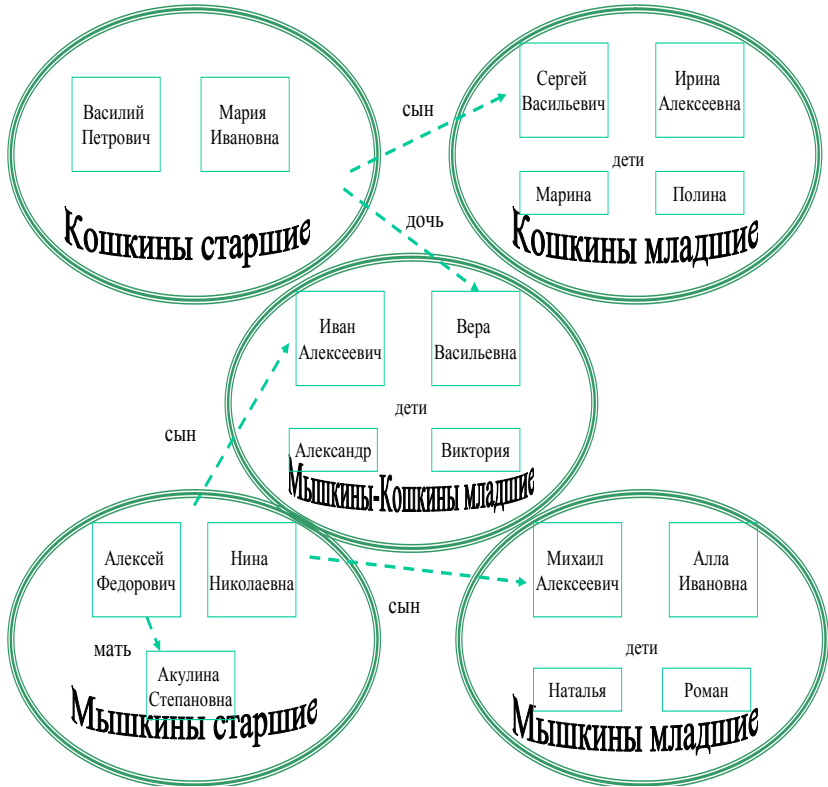 Василий
Петрович
Мария
Ивановна
Кошкины старшие
сын
дочь
Сергей
Васильевич
Ирина
Алексеевна
дети
Марина
Полина
Кошкины младшие
Иван
Алексеевич
Вера
Васильевна
дети
Александр
Виктория
Мышкины-Кошкины младшие
сын
Алексей
Федорович
Нина
Николаевна
мать
Акулина
Степановна
Мышкины старшие
сын
Михаил
Алексеевич
Алла
Ивановна
дети
Наталья
Роман
Мышкины младшие